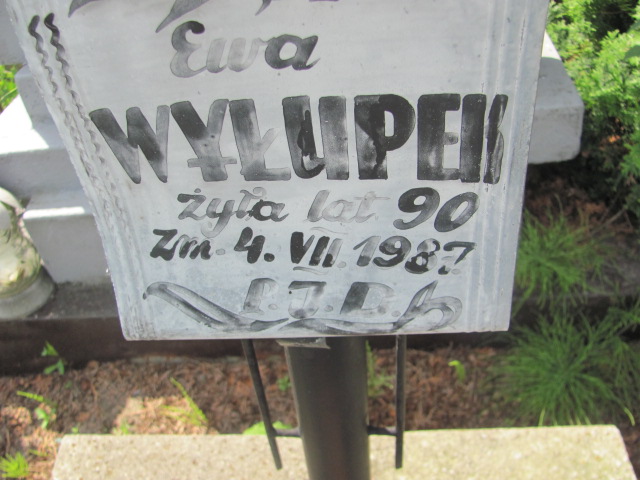 Ewa
WYŁUPEK
żyła lat 90
Zm. 4. VII. 1987.